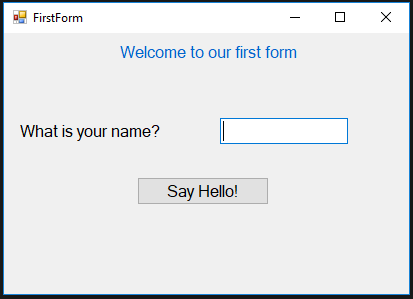 FirstForm
Welcome to our first form
What is your name?
Say Hello!